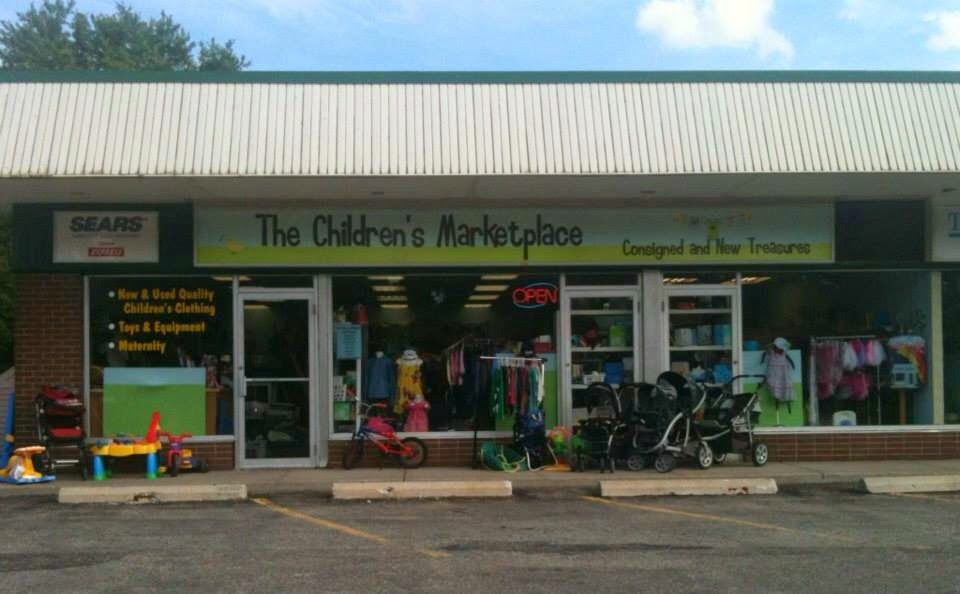 SEARS
The Children's Marketplace
Consigned and New Treasures
• New & Used Quality
Children's Clothing
• Toys & Equipment
• Maternity
OPEN
T